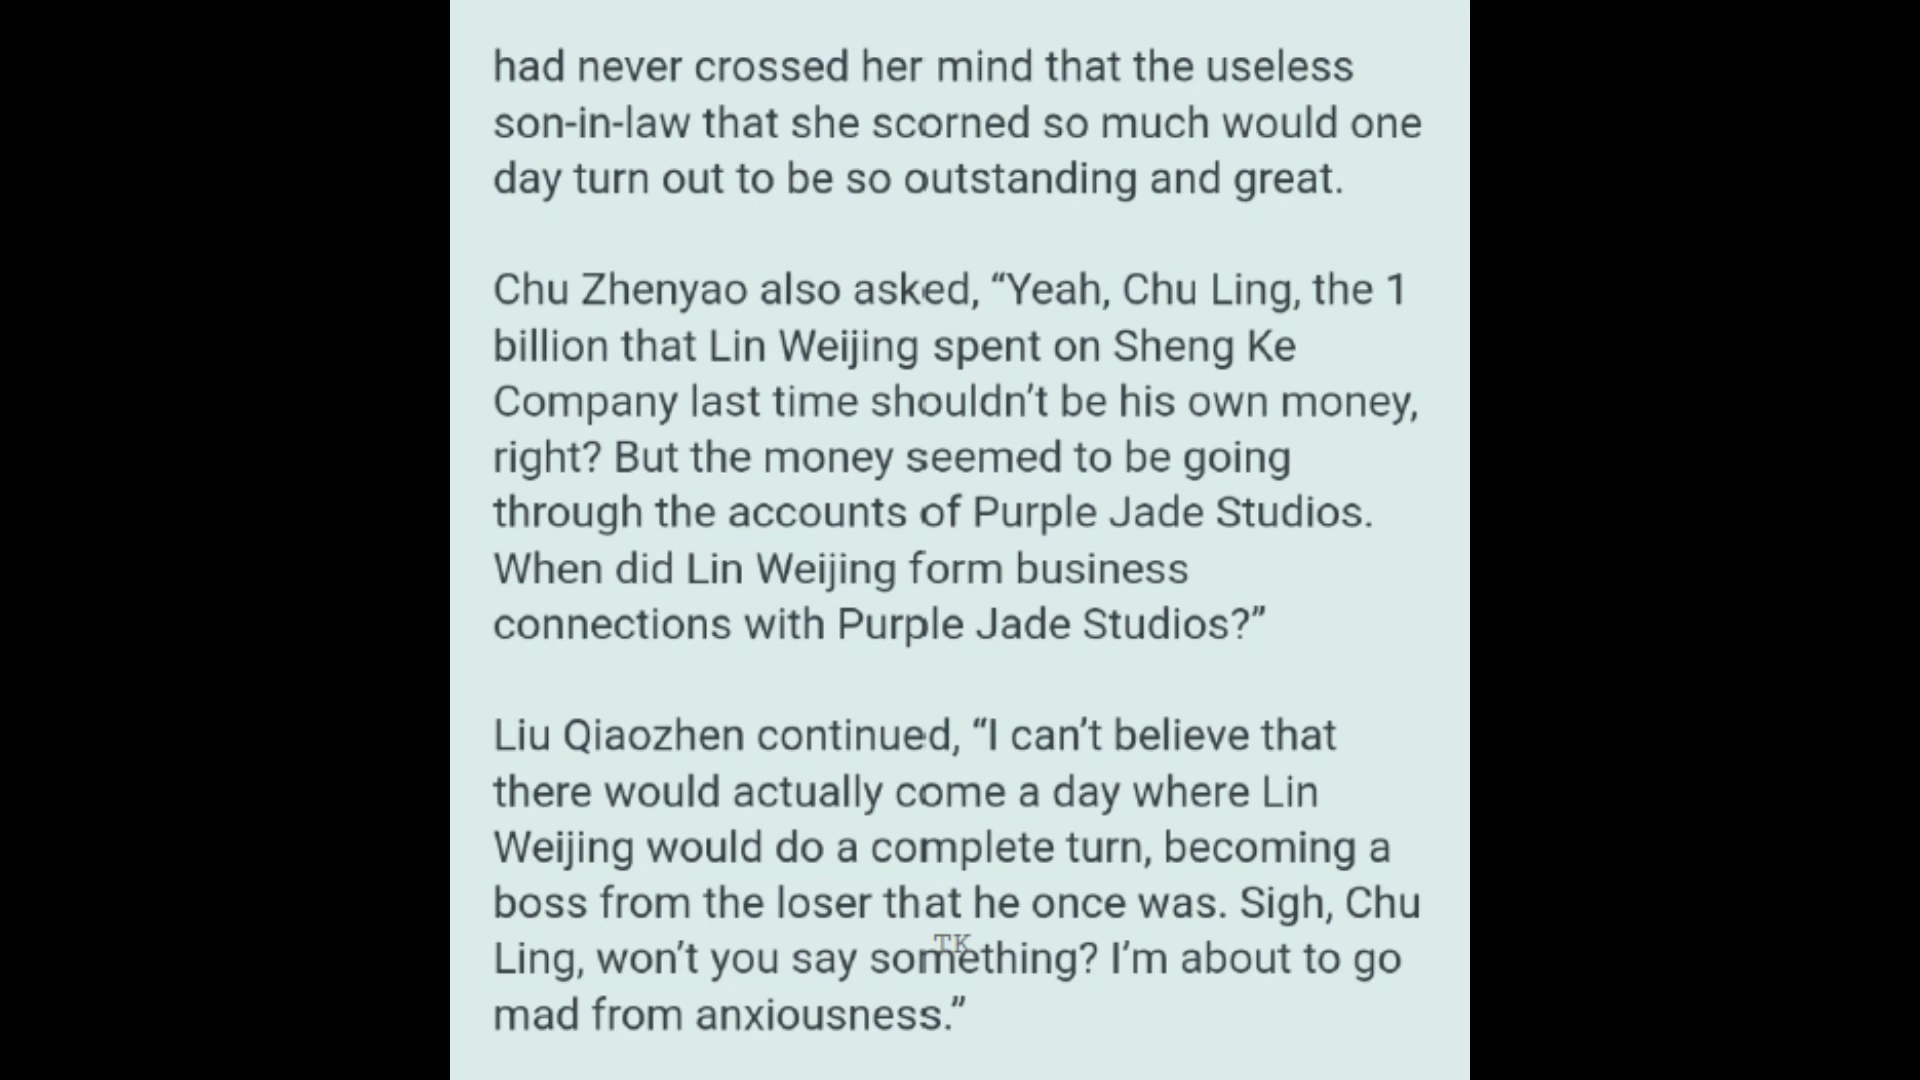 had never crossed her mind that the useless
son-in-law that she scorned so much would one
day turn out to be so outstanding and great.
Chu Zhenyao also asked, “Yeah, Chu Ling, the 1
billion that Lin Weijing spent on Sheng Ke
Company last time shouldn’t be his own money,
right? But the money seemed to be going
through the accounts of Purple Jade Studios.
When did Lin Weijing form business
connections with Purple Jade Studios?”
Liu Qiaozhen continued, “I can’t believe that
there would actually come a day where Lin
Weijing would do a complete turn, becoming a
boss from the loser that he once was. Sigh, Chu
TK
Ling, won’t you say something? I’m about to go
mad from anxiousness.”